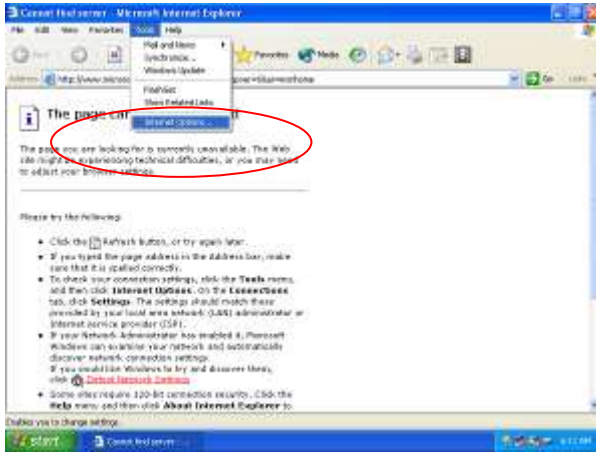 Cannot find server - Microsoft Internet Explorer
File Edit View Favorites Tools Help
Mail and News
Synchronize...
Windows Update
FlashGet
Show Related Links
Internet Options...
Favorites Media
Go
The page
The page you are looking for is currently unavailable. The Web
site might be experiencing technical difficulties, or you may need
to adjust your browser settings.
Please try the following:
Click the Refresh button, or try again later.
If you typed the page address in the Address bar, make
sure that it is spelled correctly.
To check your connection settings, click the Tools menu,
and then click Internet Options. On the Connections
tab, click Settings. The settings should match those
provided by your local area network (LAN) administrator or
Internet service provider (ISP).
If your Network Administrator has enabled it, Microsoft
Windows can examine your network and automatically
discover network connection settings.
If you would like Windows to try and discover them,
click Detect Network Settings
Some sites require 128-bit connection security. Click the
Help menu and then click About Internet Explorer to
Enables you to change settings.
start Cannot find server